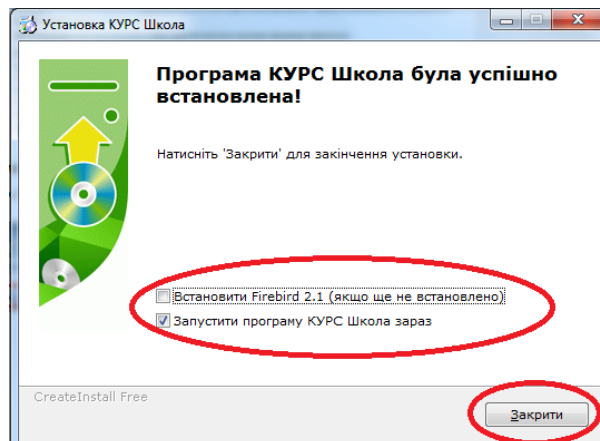 Установка КУРС Школа
Програма КУРС Школа була успішно
встановлена!
Натисніть 'Закрити' для закінчення установки.
Встановити Firebird 2.1 (якщо ще не встановлено)
Запустити програму КУРС Школа зараз
CreateInstall Free
Закрити